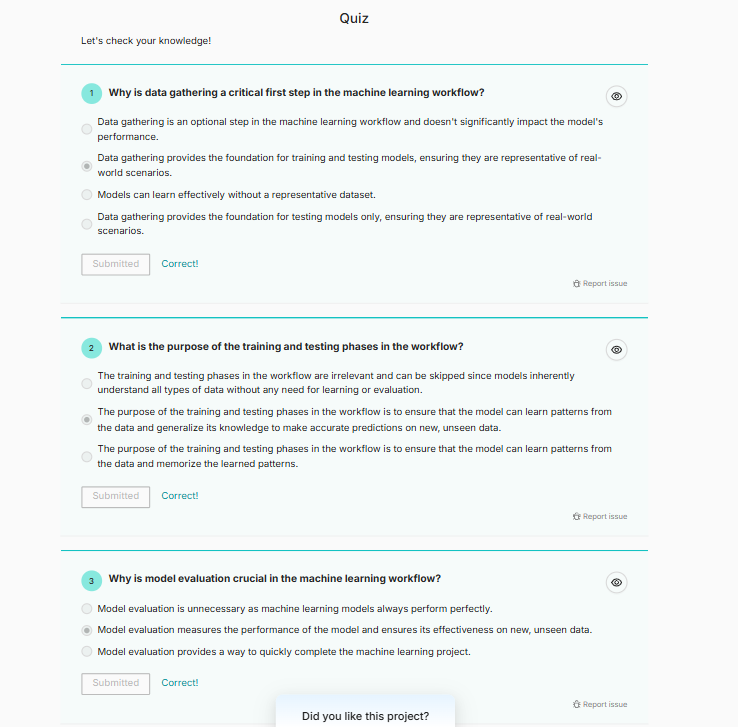 Quiz
Let's check your knowledge!
1 Why is data gathering a critical first step in the machine learning workflow?
Data gathering is an optional step in the machine learning workflow and doesn't significantly impact the model's
performance.
Data gathering provides the foundation for training and testing models, ensuring they are representative of real-
world scenarios.
Models can learn effectively without a representative dataset.
Data gathering provides the foundation for testing models only, ensuring they are representative of real-world
scenarios.
Submitted Correct!
Report issue
2 What is the purpose of the training and testing phases in the workflow?
The training and testing phases in the workflow are irrelevant and can be skipped since models inherently
understand all types of data without any need for learning or evaluation.
The purpose of the training and testing phases in the workflow is to ensure that the model can learn patterns from
the data and generalize its knowledge to make accurate predictions on new, unseen data.
The purpose of the training and testing phases in the workflow is to ensure that the model can learn patterns from
the data and memorize the learned patterns.
Submitted Correct!
Report issue
3 Why is model evaluation crucial in the machine learning workflow?
Model evaluation is unnecessary as machine learning models always perform perfectly.
Model evaluation measures the performance of the model and ensures its effectiveness on new, unseen data.
Model evaluation provides a way to quickly complete the machine learning project.
Submitted Correct!
Report issue
Did you like this project?